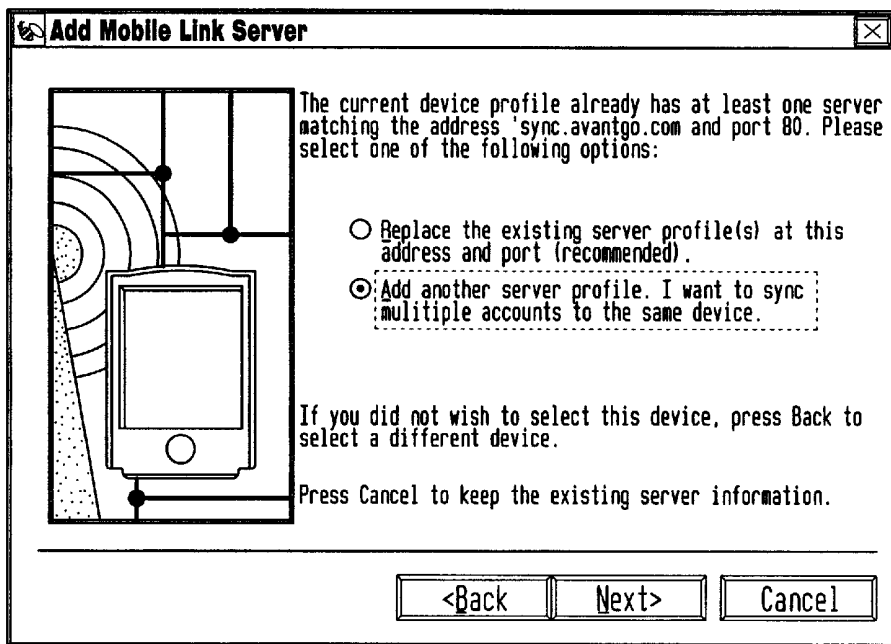 Add Mobile Link Server
The current device profile already has at least one server
matching the address 'sync.avantgo.com and port 80. Please
select one of the following options:
Replace the existing server profile(s) at this
address and port (recommended).
Add another server profile. I want to sync
mulitiple accounts to the same device.
If you did not wish to select this device, press Back to
select a different device.
Press Cancel to keep the existing server information.
<Back
Next>
Cancel